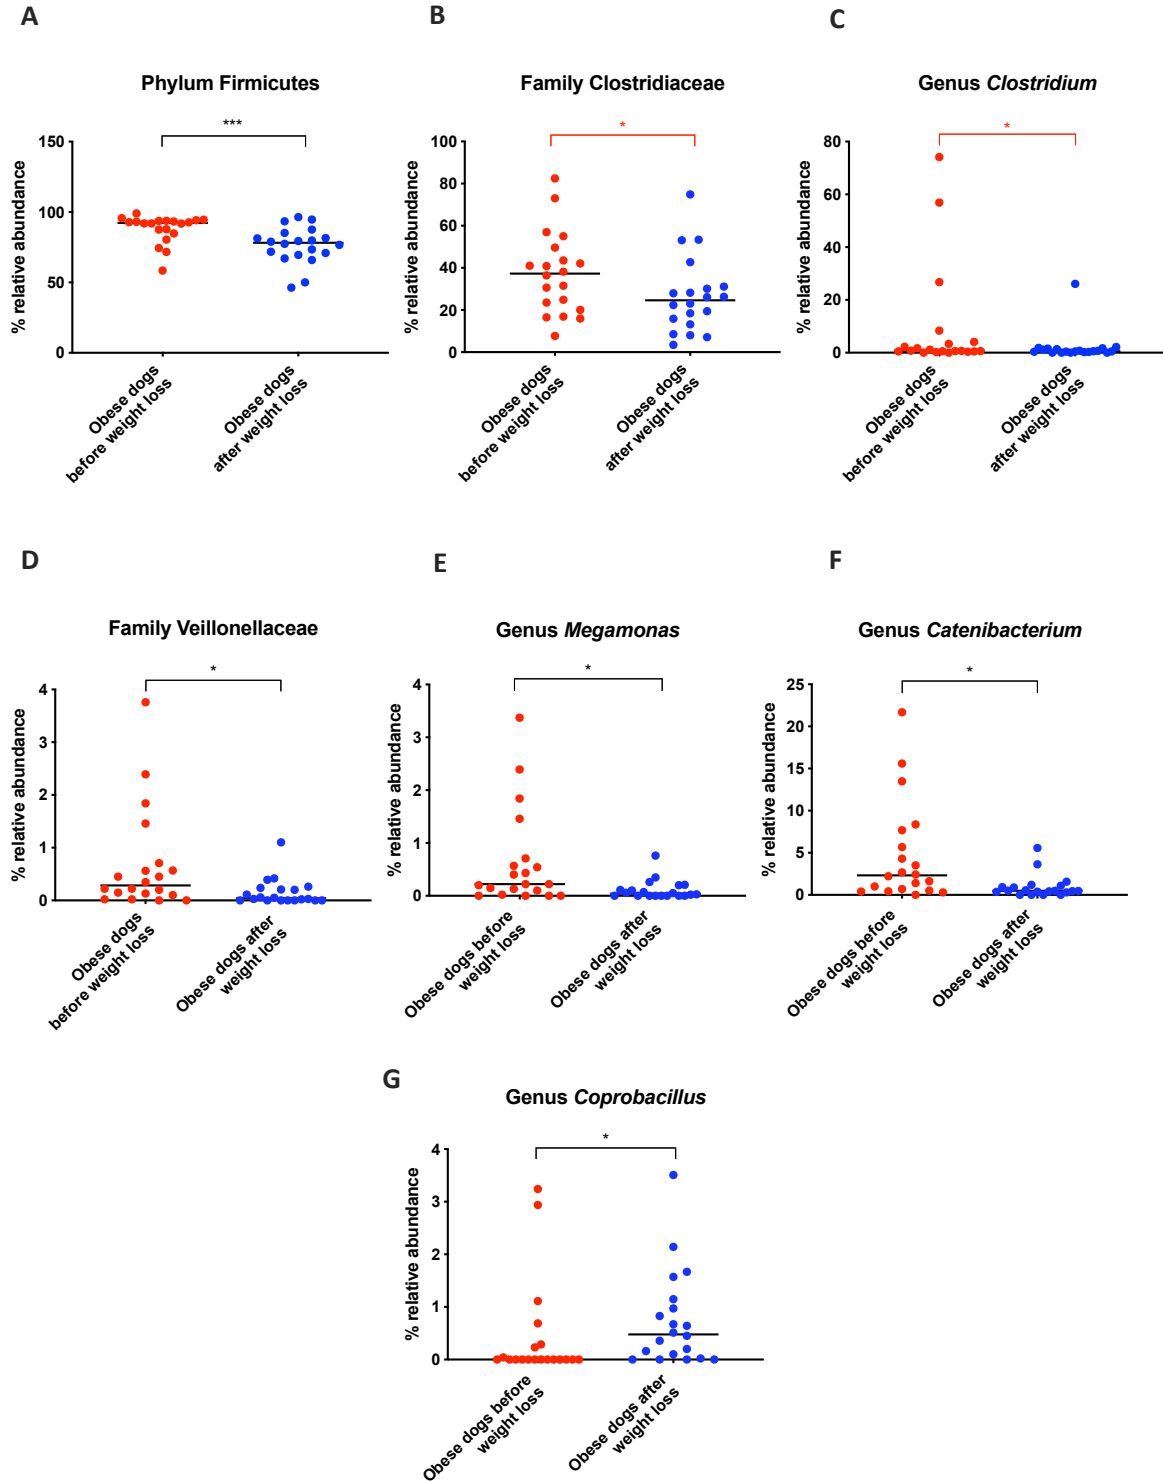 A
B
C
Phylum Firmicutes
Family Clostridiaceae
Genus Clostridium
***
*
*
% relative abundance
150
100
50
0
% relative abundance
100
80
60
40
20
0
% relative abundance
80
60
40
20
0
Obese dogs
before weight loss
Obese dogs
after weight loss
Obese dogs
before weight loss
Obese dogs
after weight loss
Obese dogs
before weight loss
Obese dogs
after weight loss
D
E
F
Family Veillonellaceae
Genus Megamonas
Genus Catenibacterium
*
*
*
% relative abundance
4
3
2
1
0
% relative abundance
4
3
2
1
0
% relative abundance
25
20
15
10
5
0
Obese dogs
before weight loss
Obese dogs after
weight loss
Obese dogs before
weight loss
Obese dogs after
weight loss
Obese dogs before
weight loss
Obese dogs after
weight loss
G
Genus Coprobacillus
*
% relative abundance
4
3
2
1
0
Obese dogs before
weight loss
Obese dogs after
weight loss